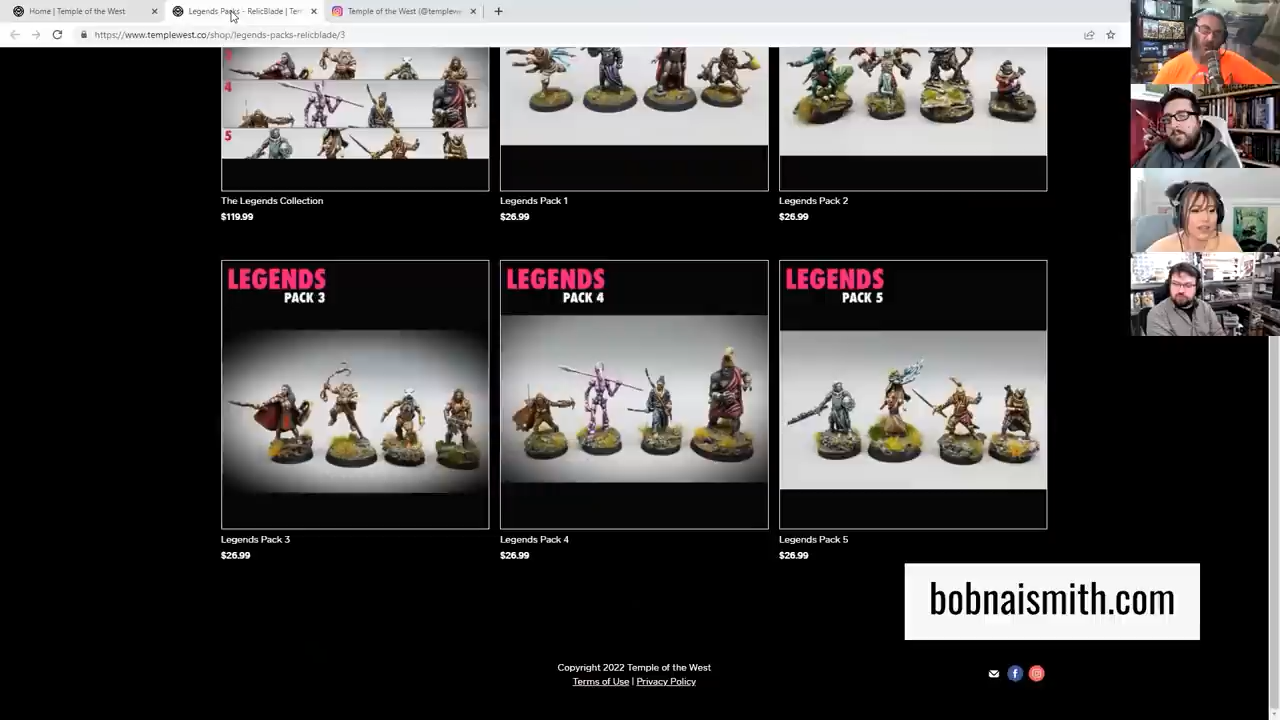 Home | Temple of the West
Legends Packs - RelicBlade | Tem
Temple of the West (@templewe
https://www.templewest.co/shop/legends-packs-relicblade/3
4
5
The Legends Collection
$119.99
Legends Pack 1
$26.99
Legends Pack 2
$26.99
LEGENDS
PACK 3
LEGENDS
PACK 4
LEGENDS
PACK 5
Legends Pack 3
$26.99
Legends Pack 4
$26.99
Legends Pack 5
$26.99
bobnaismith.com
Copyright 2022 Temple of the West
Terms of Use | Privacy Policy